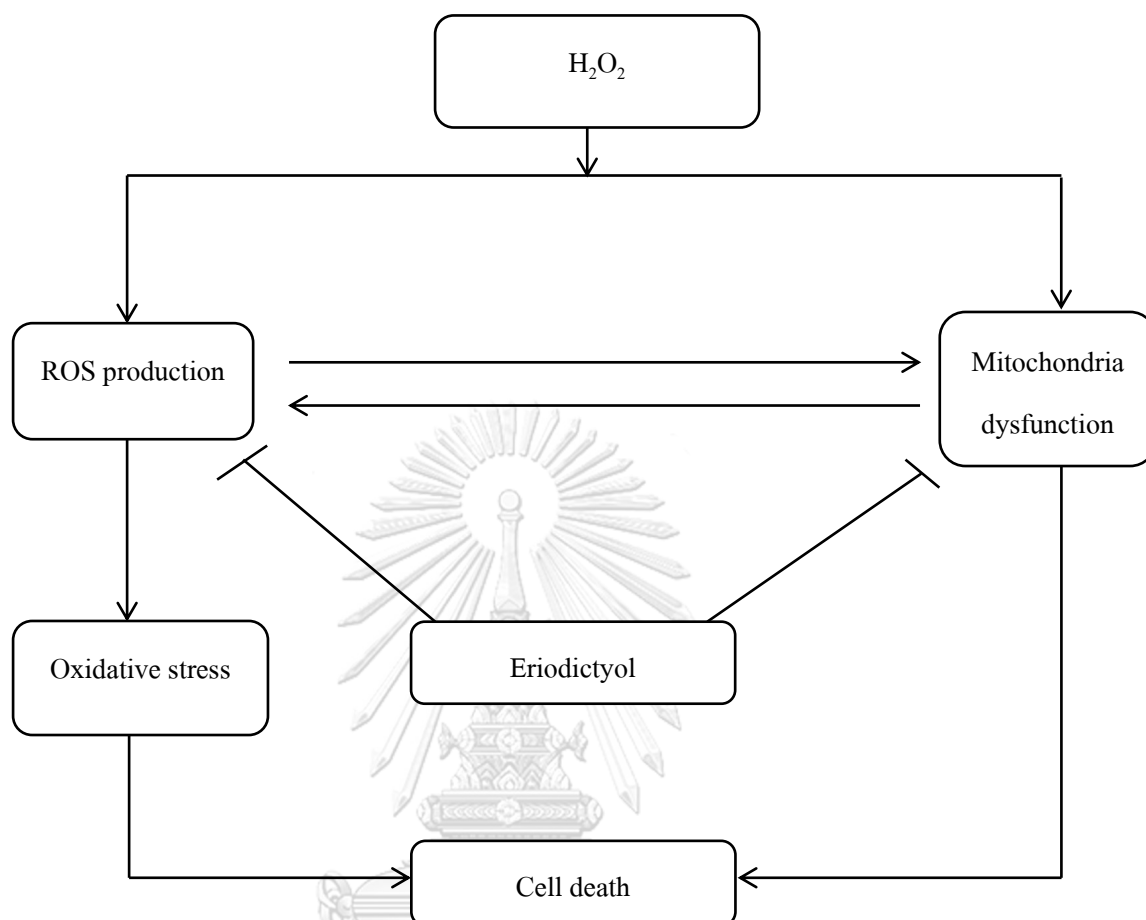 H₂O₂
ROS production
Mitochondria
dysfunction
Oxidative stress
Eriodictyol
Cell death